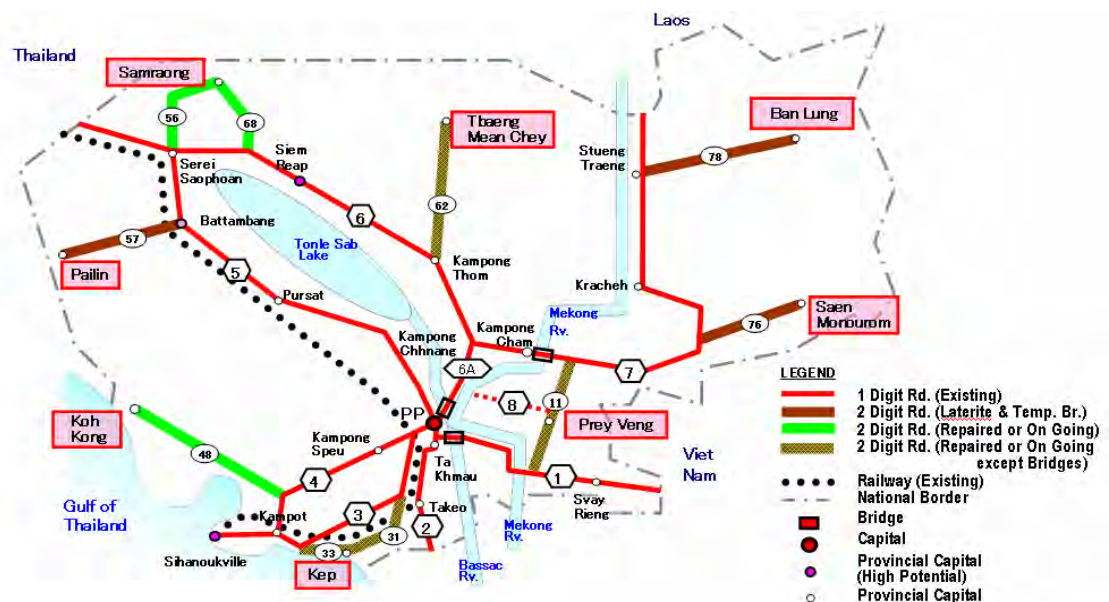 Laos
Thailand
Samraong
56
68
Tbaeng
Mean Chey
Ban Lung
Siem
Reap
Stueng
Traeng
78
Serei
Saophoan
62
6
Battambang
57
Tonle Sab
Lake
Pailin
5
Kampong
Thom
Pursat
Kracheh
Saen
Monourom
Mekong
Rv.
Kampong
Cham
76
Kampong
Chhnang
6A
7
LEGEND
1 Digit Rd. (Existing)
2 Digit Rd. (Laterite & Temp. Br.)
2 Digit Rd. (Repaired or On Going)
2 Digit Rd. (Repaired or On Going
except Bridges)
Railway (Existing)
National Border
Bridge
Capital
Provincial Capital
(High Potential)
Provincial Capital
8
11
PP
Prey Veng
Koh
Kong
Kampong
Speu
48
Ta
Khmau
Viet
Nam
4
1
Svay
Rieng
Gulf of
Thailand
Kampot
3
Takeo
2
Mekong
Rv.
31
33
Sihanoukville
Kep
Bassac
Rv.